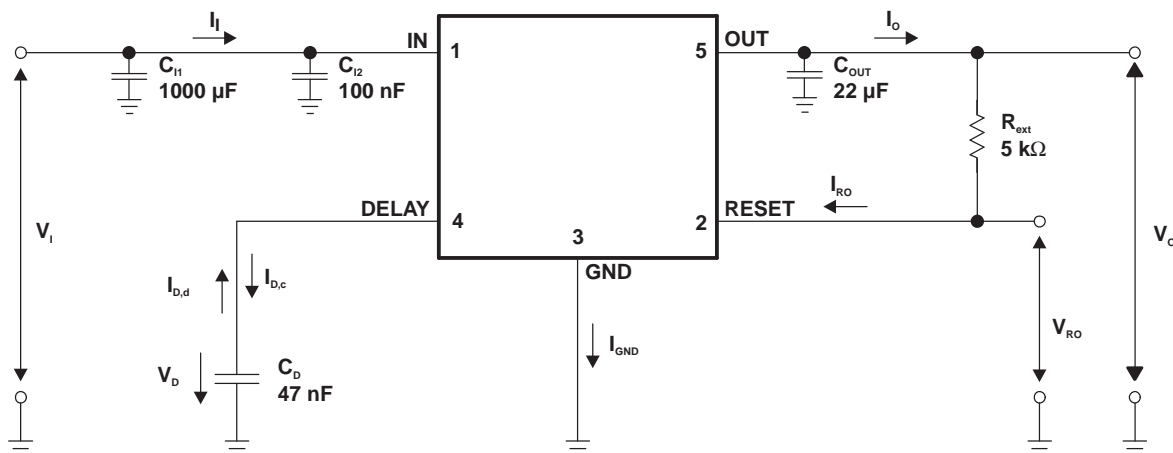 I_I
I_O
IN
1
5
OUT
C_I1
1000 µF
C_I2
100 nF
C_OUT
22 µF
R_ext
5 kΩ
I_RO
DELAY
4
2
RESET
3
GND
V_I
V_O
I_D,d
I_D,c
V_RO
I_GND
V_D
C_D
47 nF